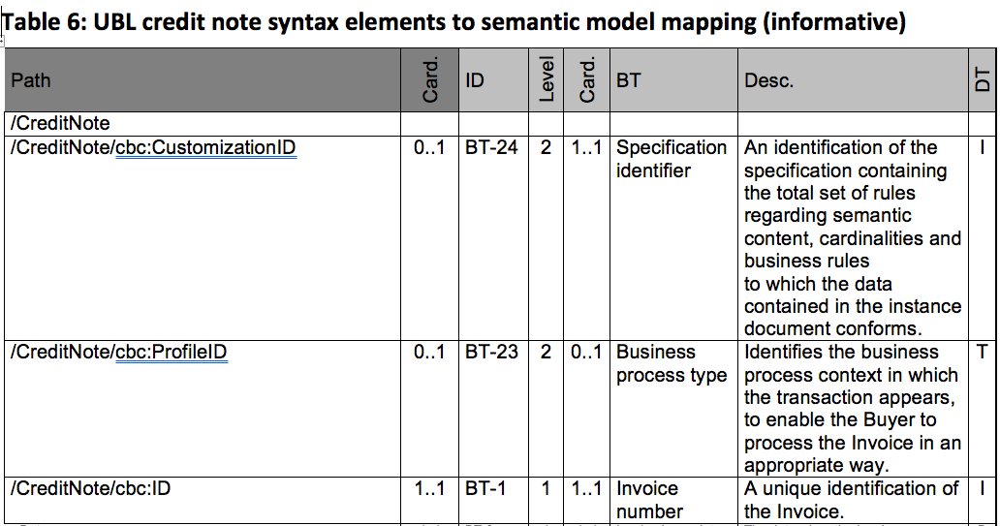 Table 6: UBL credit note syntax elements to semantic model mapping (informative)
Path Card. ID Level Card. BT Desc. DT
/CreditNote
/CreditNote/cbc:CustomizationID 0..1 BT-24 2 1..1 Specification An identification of the I
identifier specification containing
the total set of rules
regarding semantic
content, cardinalities and
business rules
to which the data
contained in the instance
document conforms.
/CreditNote/cbc:ProfileID 0..1 BT-23 2 0..1 Business Identifies the business T
process type process context in which
the transaction appears,
to enable the Buyer to
process the Invoice in an
appropriate way.
/CreditNote/cbc:ID 1..1 BT-1 1 1..1 Invoice A unique identification of I
number the Invoice.